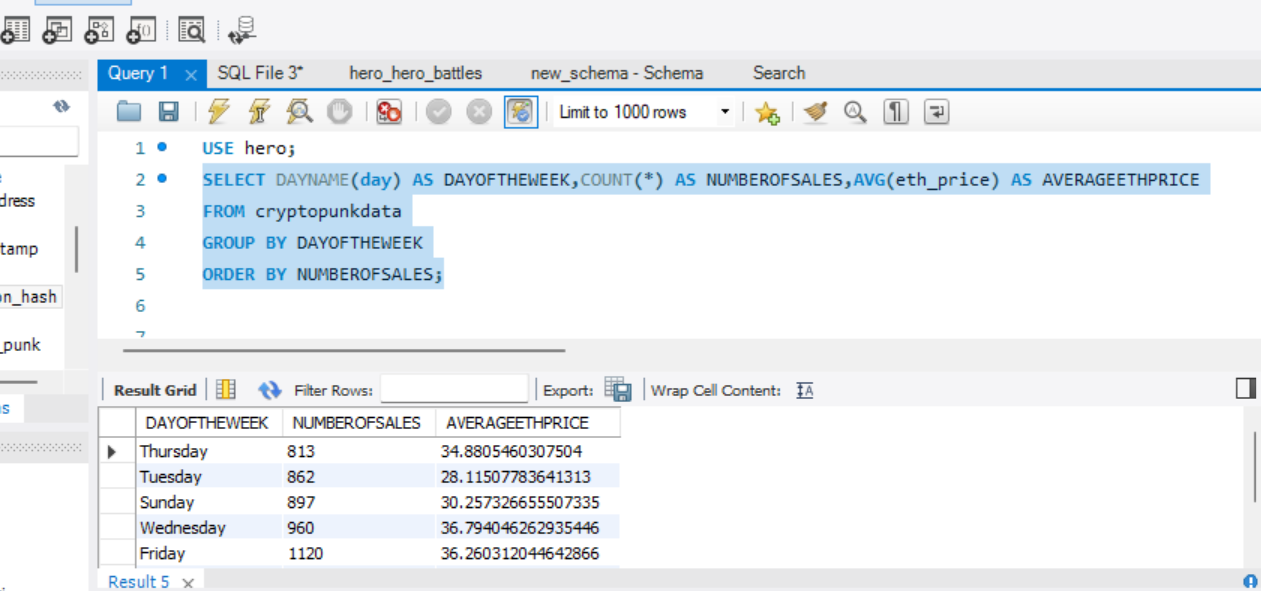 Query 1 SQL File 3* hero_hero_battles new_schema - Schema Search
Limit to 1000 rows
1 USE hero;
2 SELECT DAYNAME(day) AS DAYOFTHEWEEK,COUNT(*) AS NUMBEROFSALES,AVG(eth_price) AS AVERAGEETHPRICE
3 FROM cryptopunkdata
4 GROUP BY DAYOFTHEWEEK
5 ORDER BY NUMBEROFSALES;
6
7
dress
tamp
on_hash
_punk
s
Result Grid Filter Rows: Export: Wrap Cell Content:
DAYOFTHEWEEK NUMBEROFSALES AVERAGEETHPRICE
Thursday 813 34.8805460307504
Tuesday 862 28.11507783641313
Sunday 897 30.257326655507335
Wednesday 960 36.794046262935446
Friday 1120 36.260312044642866
Result 5